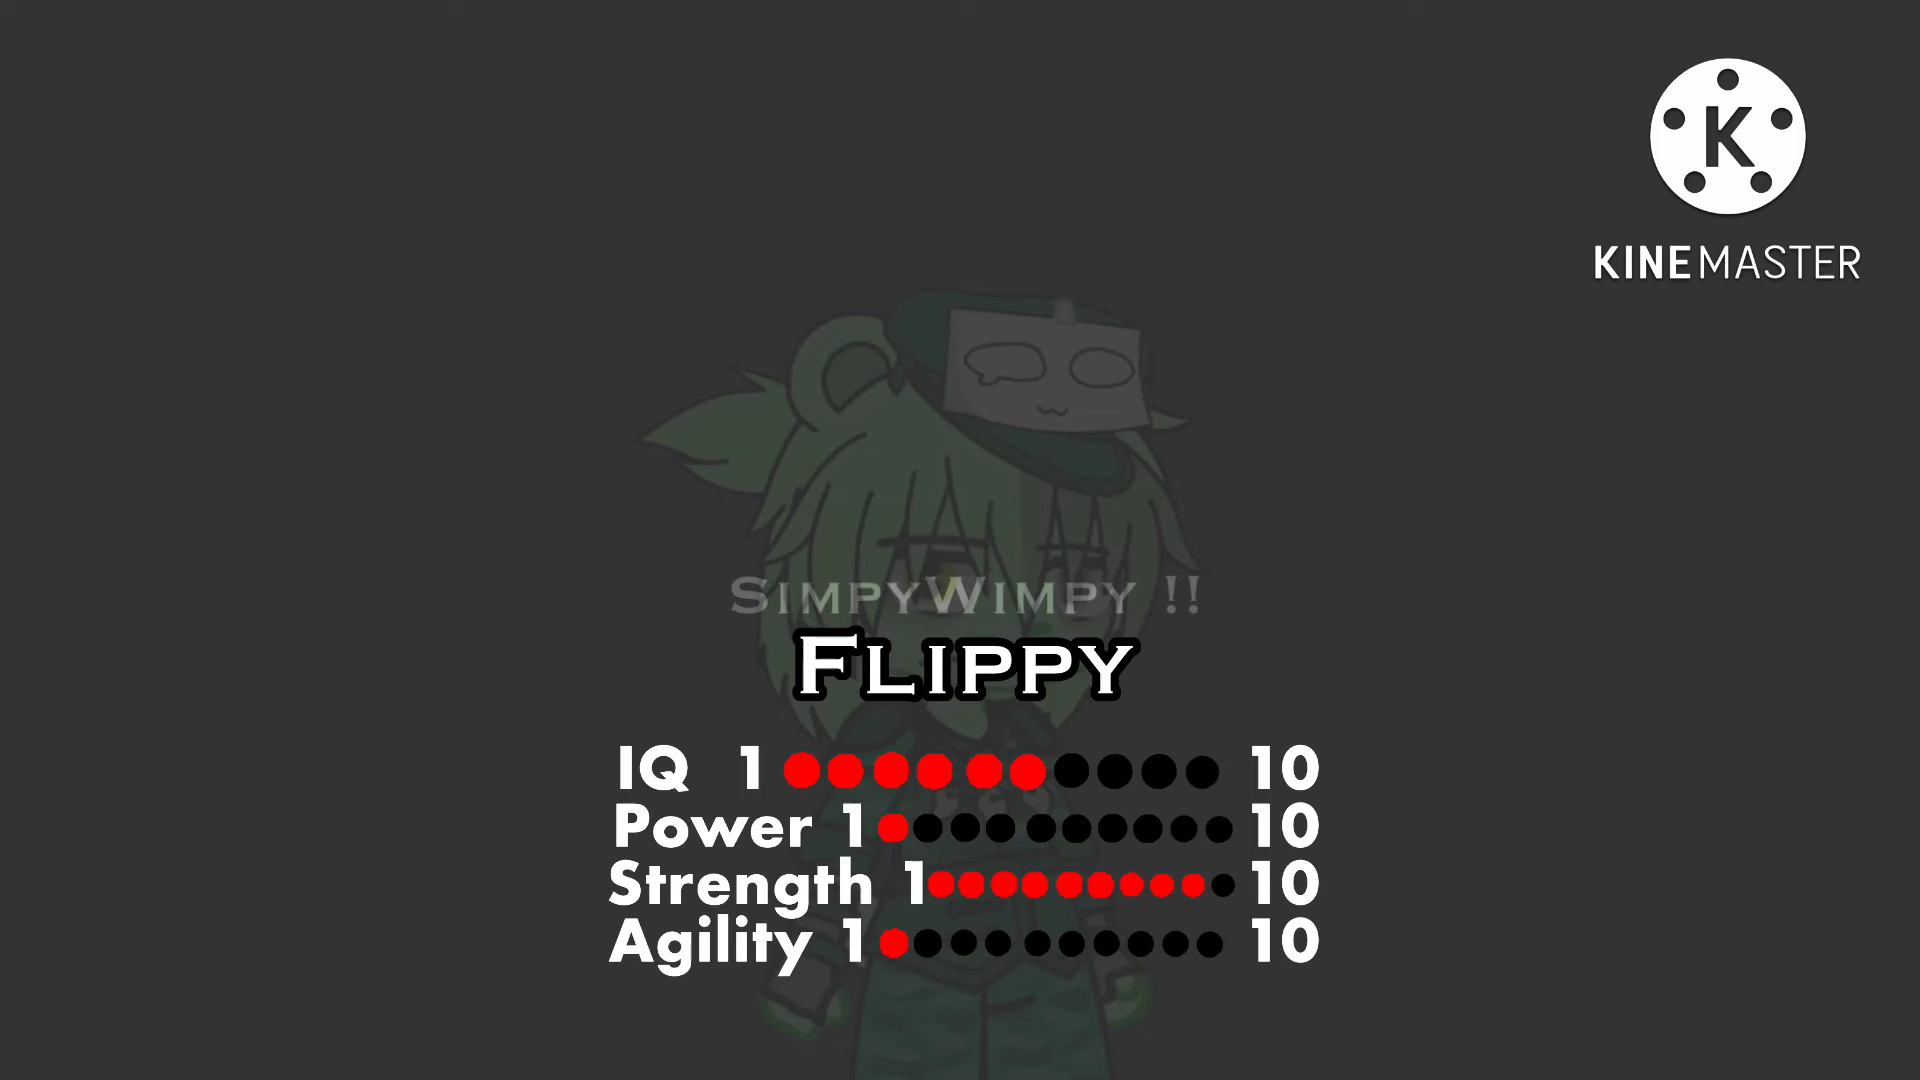 K
KINEMASTER
SIMPYWIMPY !!
FLIPPY
IQ 1 10
Power 1 10
Strength 1 10
Agility 1 10